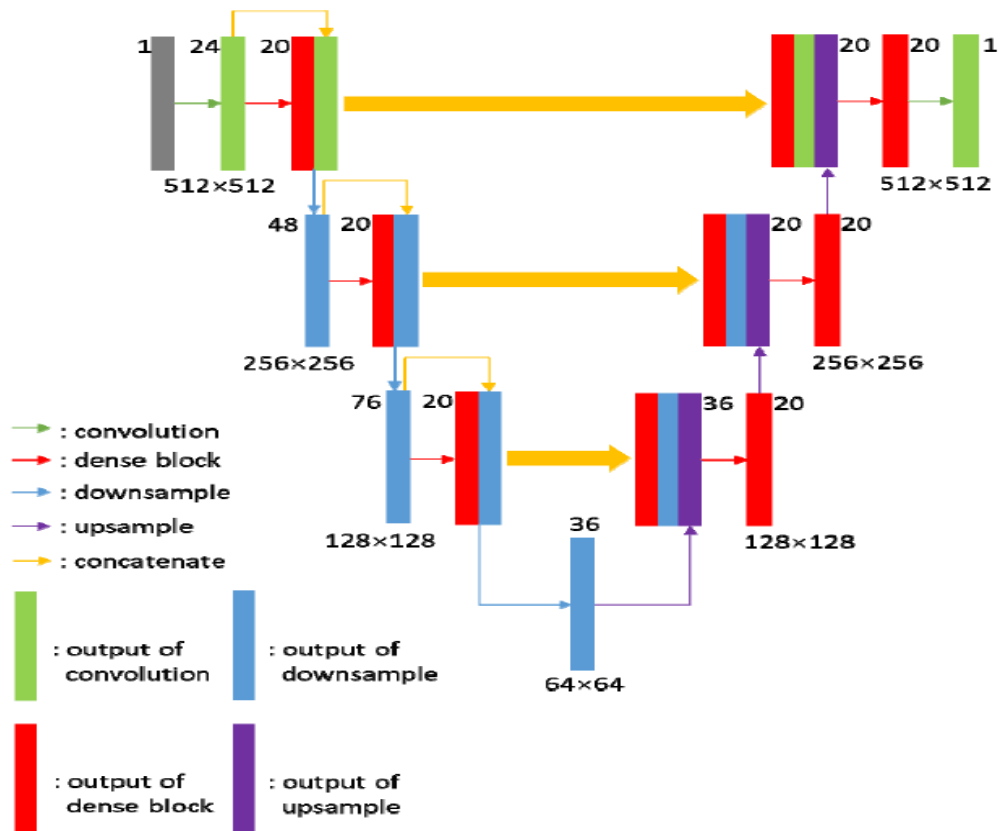 1 24 20 20 20 1
512×512 512×512
48 20 20 20
256×256 256×256
76 20 36 20
128×128 128×128
36
64×64
: convolution
: dense block
: downsample
: upsample
: concatenate
: output of
convolution
: output of
downsample
: output of
dense block
: output of
upsample